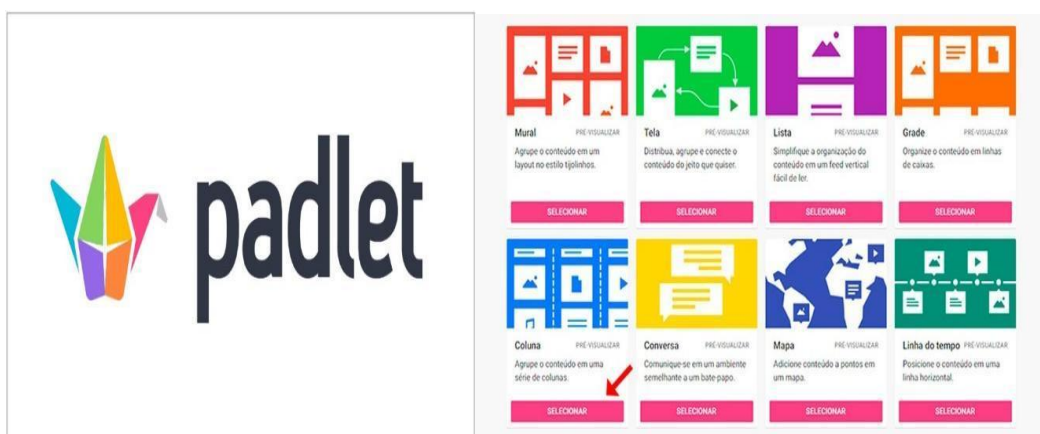 padlet
Mural PRÉ-VISUALIZAR
Agrupe o conteúdo em um
layout no estilo tijolinhos.
SELECIONAR
Tela PRÉ-VISUALIZAR
Distribua, agrupe e conecte o
conteúdo do jeito que quiser.
SELECIONAR
Lista PRÉ-VISUALIZAR
Simplifique a organização do
conteúdo em um feed vertical
fácil de ler.
SELECIONAR
Grade PRÉ-VISUALIZAR
Organize o conteúdo em linhas
de caixas.
SELECIONAR
Coluna PRÉ-VISUALIZAR
Agrupe o conteúdo em uma
série de colunas.
SELECIONAR
Conversa PRÉ-VISUALIZAR
Comunique-se em um ambiente
semelhante a um bate-papo.
SELECIONAR
Mapa PRÉ-VISUALIZAR
Adicione conteúdo a pontos em
um mapa.
SELECIONAR
Linha do tempo PRÉ-VISUALIZAR
Posicione o conteúdo em uma
linha horizontal.
SELECIONAR